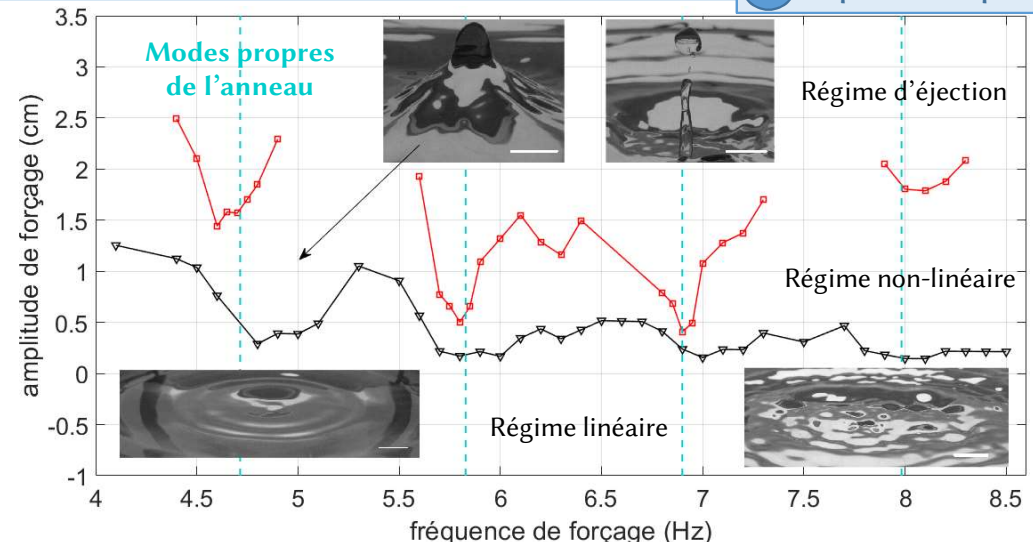 Modes propres
de l'anneau
Régime d'éjection
Régime non-linéaire
Régime linéaire
amplitude de forçage (cm)
3.5
3
2.5
2
1.5
1
0.5
0
-0.5
-1
4
4.5
5
5.5
6
6.5
7
7.5
8
8.5
fréquence de forçage (Hz)